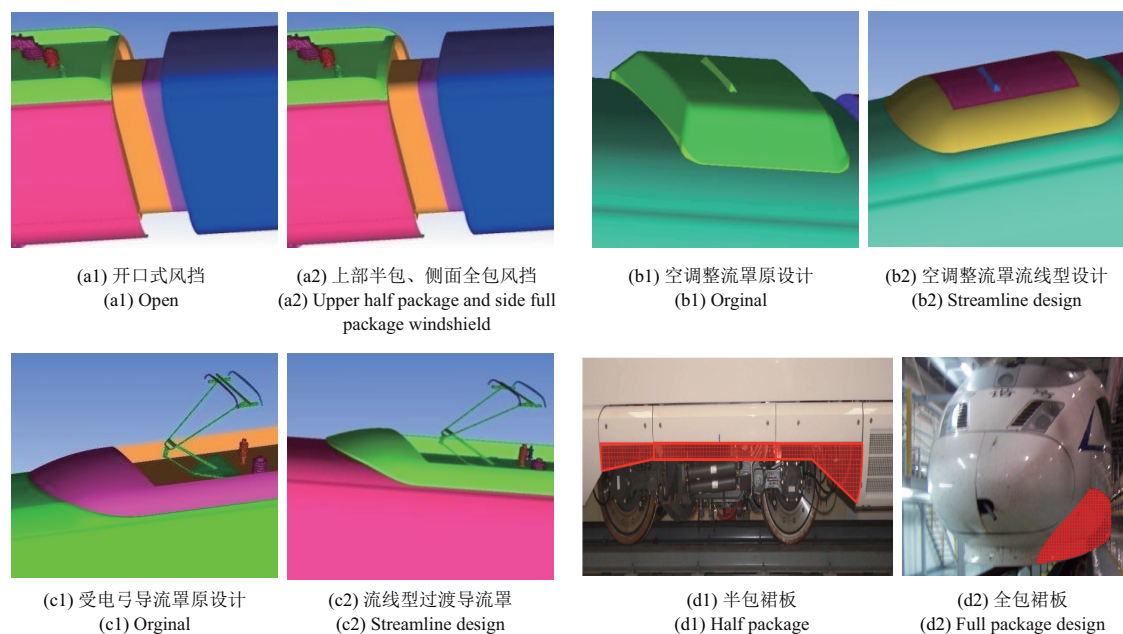 (a1) 开口式风挡
(a1) Open
(a2) 上部半包、侧面全包风挡
(a2) Upper half package and side full
package windshield
(b1) 空调整流罩原设计
(b1) Orginal
(b2) 空调整流罩流线型设计
(b2) Streamline design
(c1) 受电弓导流罩原设计
(c1) Orginal
(c2) 流线型过渡导流罩
(c2) Streamline design
(d1) 半包裙板
(d1) Half package
(d2) 全包裙板
(d2) Full package design